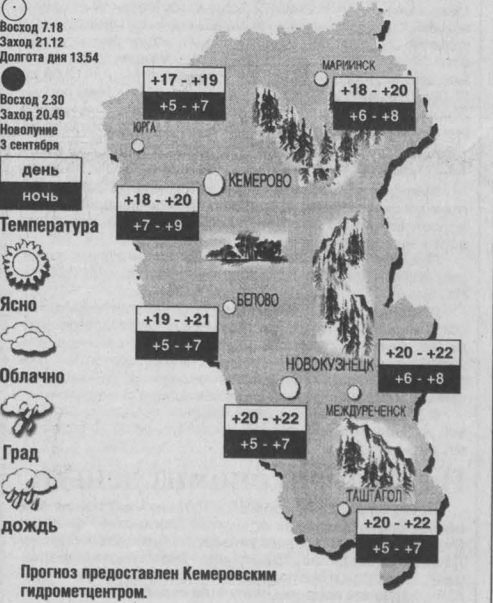 Восход 7.18
Заход 21.12
Долгота дня 13.54
Восход 2.30
Заход 20.49
Новолуние
3 сентября
день
ночь
Температура
Ясно
Облачно
Град
дождь
+17 - +19
+5 - +7
ЮРГА
МАРИИНСК
+18 - +20
+6 - +8
КЕМЕРОВО
+18 - +20
+7 - +9
БЕЛОВО
+19 - +21
+5 - +7
НОВОКУЗНЕЦК
+20 - +22
+5 - +7
+20 - +22
+6 - +8
МЕЖДУРЕЧЕНСК
ТАШТАГОЛ
+20 - +22
+5 - +7
Прогноз предоставлен Кемеровским
гидрометцентром.